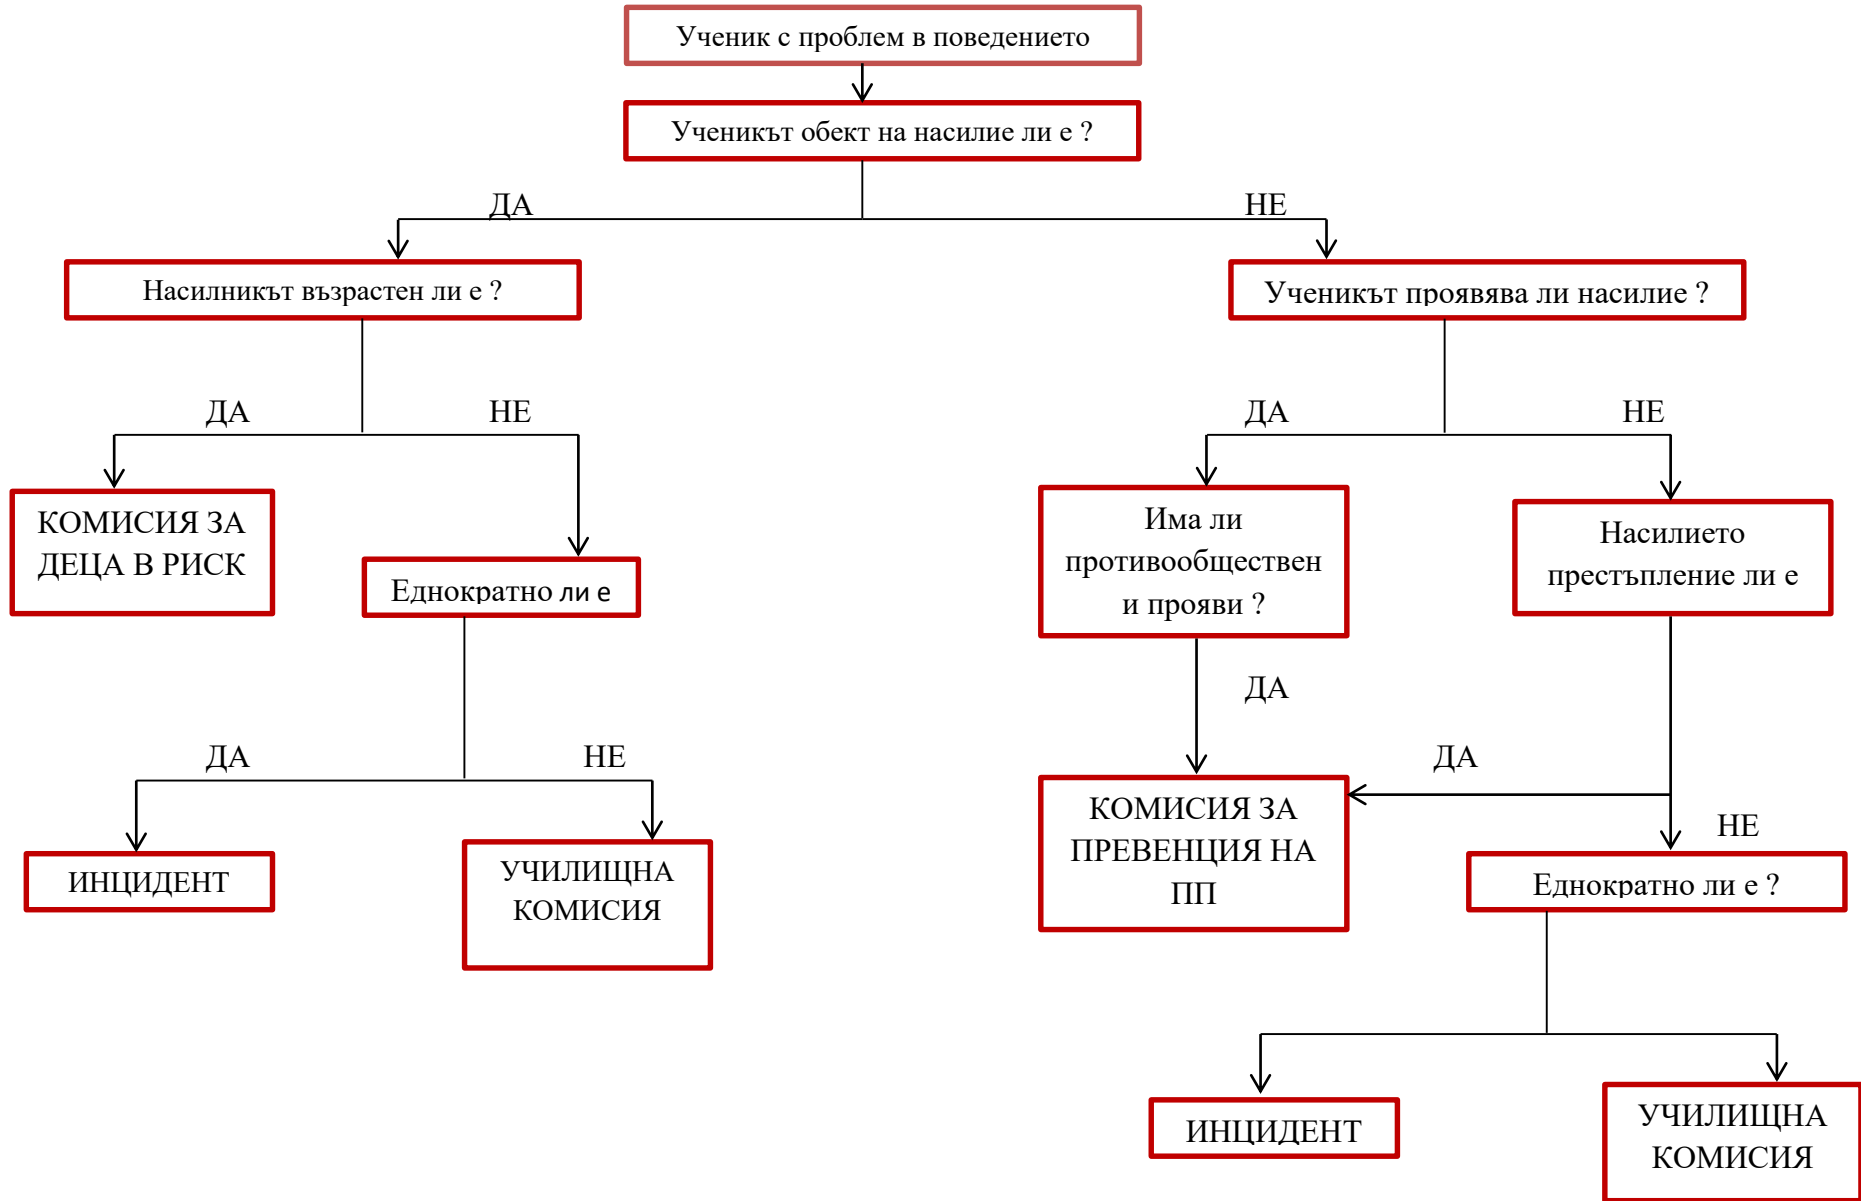 Ученик с проблем в поведението
Ученикът обект на насилие ли е ?
ДА
НЕ
Насилникът възрастен ли е ?
Ученикът проявява ли насилие ?
ДА
НЕ
ДА
НЕ
КОМИСИЯ ЗА
ДЕЦА В РИСК
Еднократно ли е
Има ли
противообществен
и прояви ?
Насилието
престъпление ли е
ДА
ДА
НЕ
ДА
НЕ
ИНЦИДЕНТ
УЧИЛИЩНА
КОМИСИЯ
КОМИСИЯ ЗА
ПРЕВЕНЦИЯ НА
ПП
Еднократно ли е ?
ИНЦИДЕНТ
УЧИЛИЩНА
КОМИСИЯ